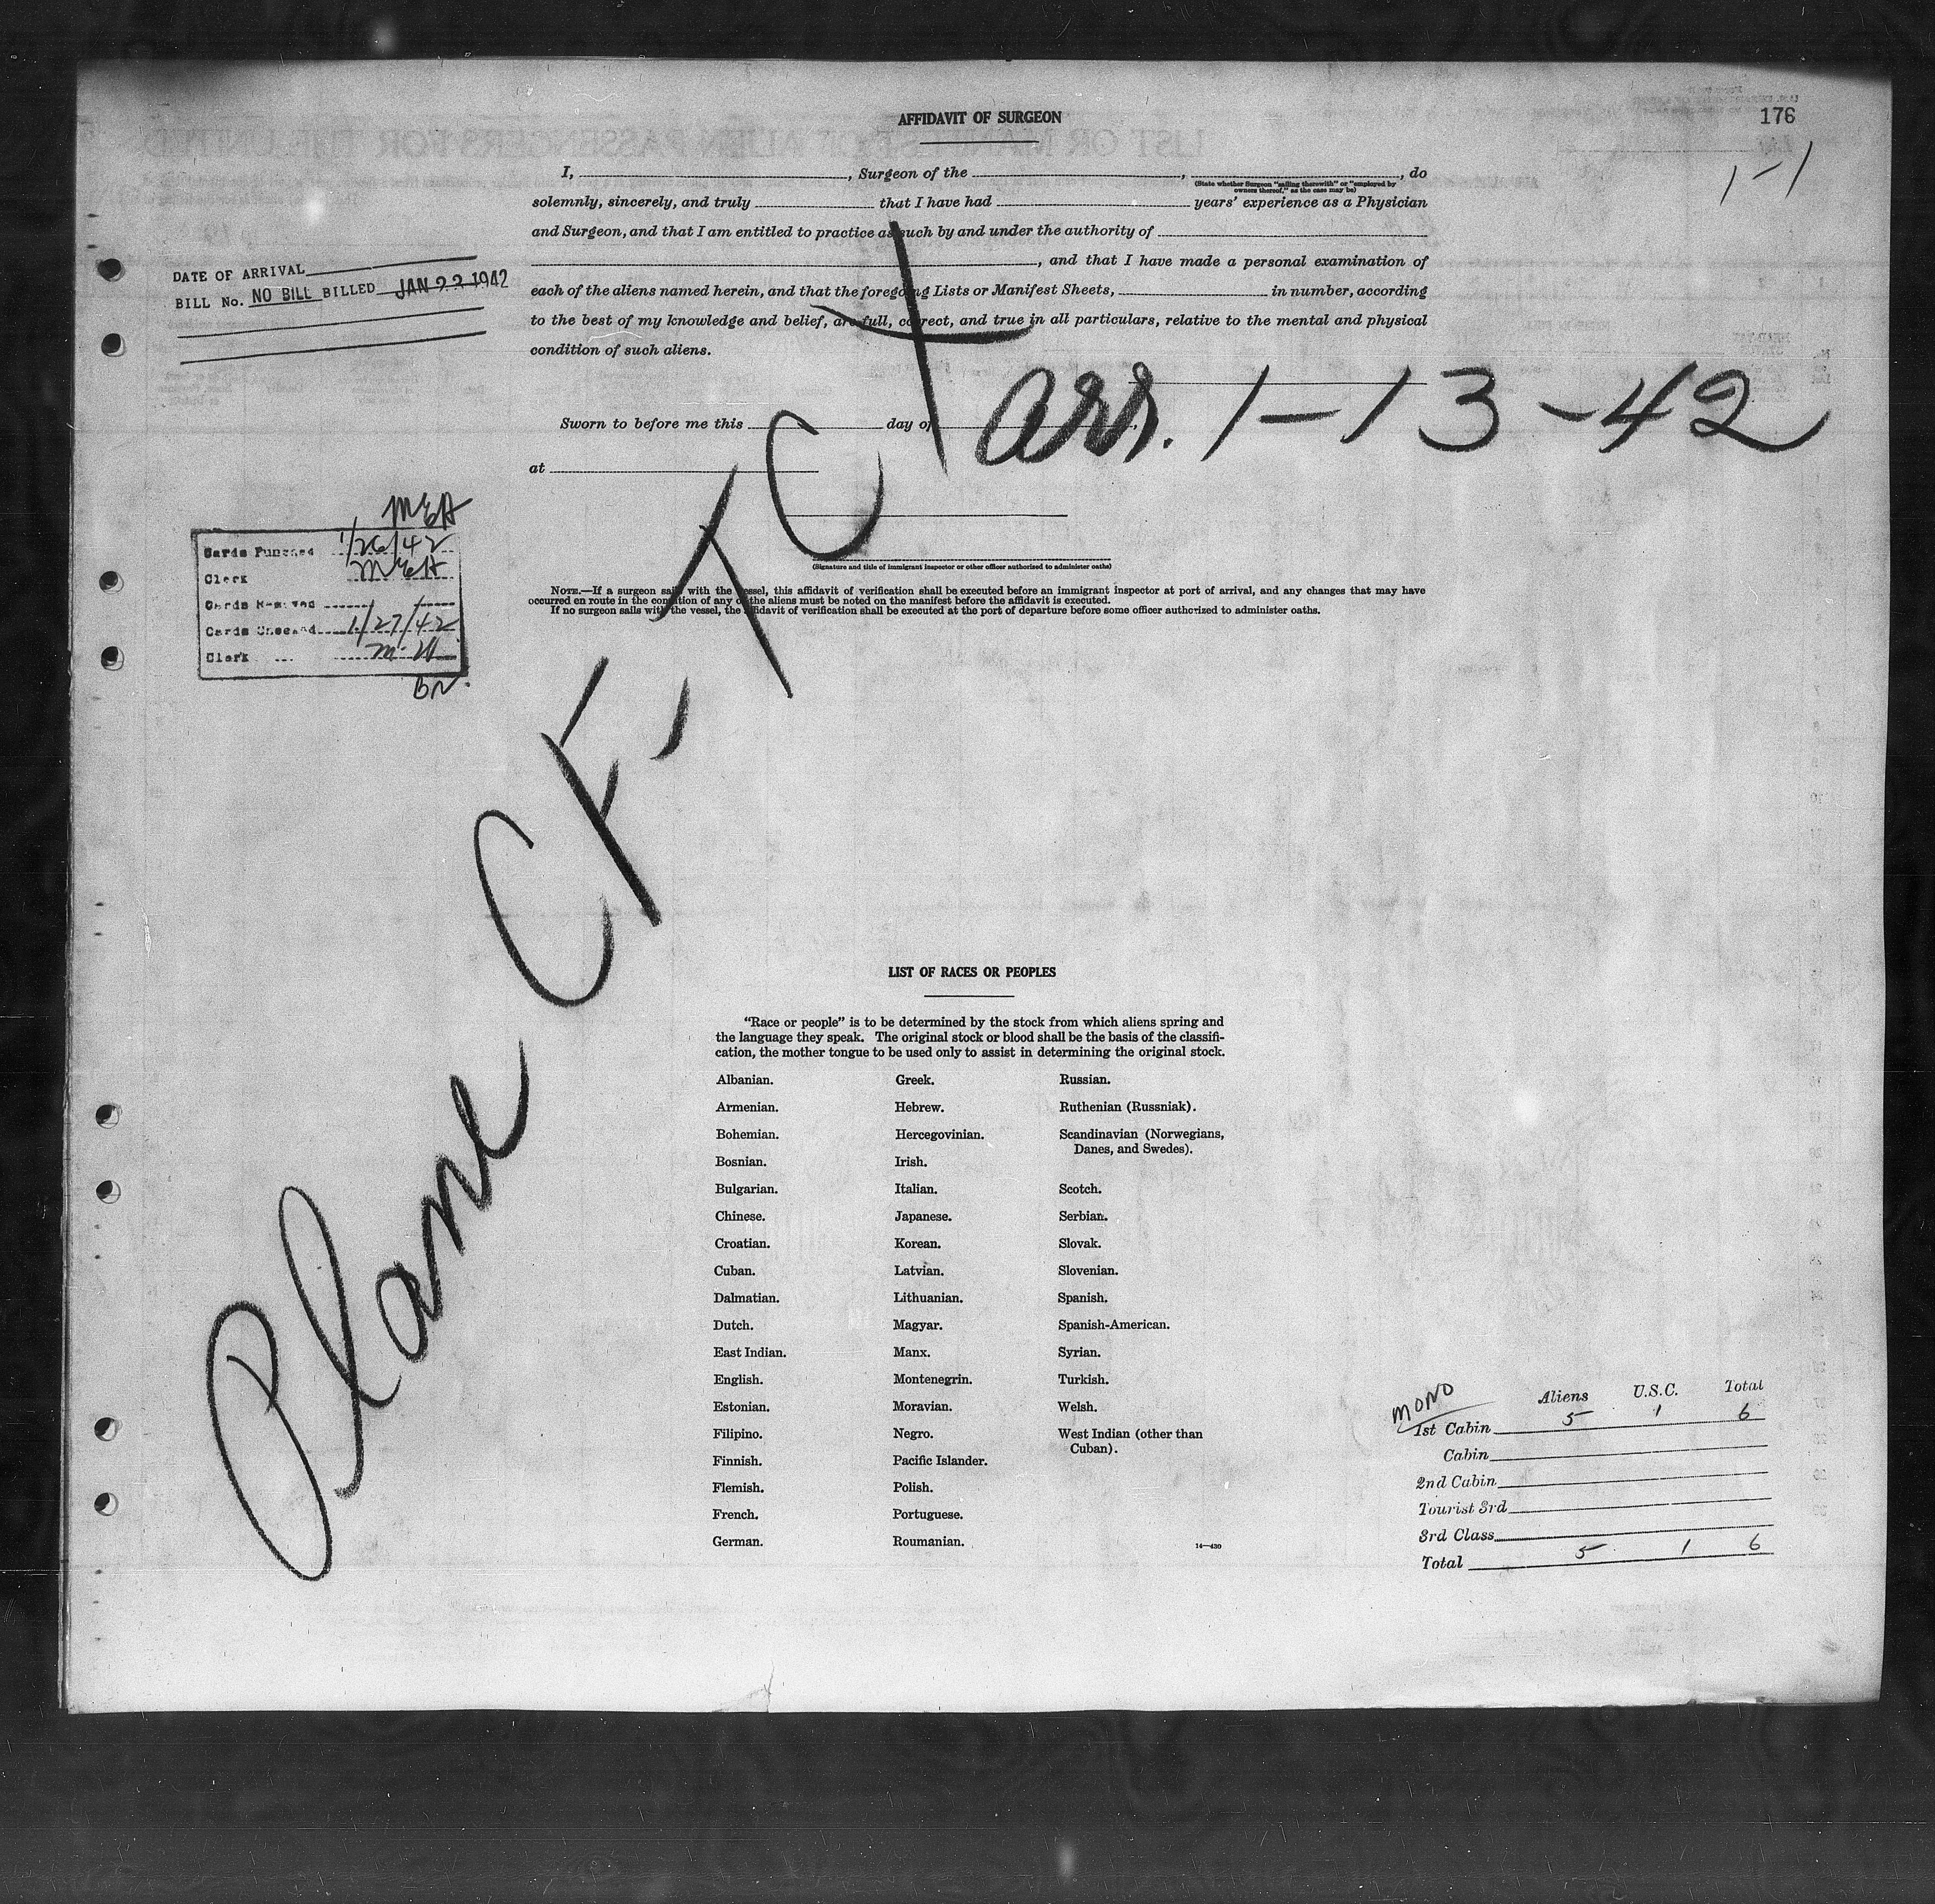 AFFIDAVIT OF SURGEON
176
1-1
I, , Surgeon of the , , do
(State whether Surgeon "sailing therewith" or "employed by owners thereof," as the case may be)
solemnly, sincerely, and truly that I have had years' experience as a Physician
and Surgeon, and that I am entitled to practice as such by and under the authority of
, and that I have made a personal examination of
each of the aliens named herein, and that the foregoing Lists or Manifest Sheets, in number, according
to the best of my knowledge and belief, are full, correct, and true in all particulars, relative to the mental and physical
condition of such aliens.
DATE OF ARRIVAL
BILL No. NO BILL BILLED JAN 23 1942
arr. 1-13-42
Sworn to before me this day of ,
at
(Signature and title of immigrant inspector or other officer authorized to administer oaths)
NOTE.—If a surgeon sails with the vessel, this affidavit of verification shall be executed before an immigrant inspector at port of arrival, and any changes that may have
occurred en route in the condition of any of the aliens must be noted on the manifest before the affidavit is executed.
If no surgeon sails with the vessel, the affidavit of verification shall be executed at the port of departure before some officer authorized to administer oaths.
MEH
Cards Punched 1/26/42
Clerk MEH
Cards Removed / /
Cards Checked 1/27/42
Clerk M.H
BN.
Plane CF-TCT
LIST OF RACES OR PEOPLES
"Race or people" is to be determined by the stock from which aliens spring and
the language they speak. The original stock or blood shall be the basis of the classifi-
cation, the mother tongue to be used only to assist in determining the original stock.
Albanian.
Armenian.
Bohemian.
Bosnian.
Bulgarian.
Chinese.
Croatian.
Cuban.
Dalmatian.
Dutch.
East Indian.
English.
Estonian.
Filipino.
Finnish.
Flemish.
French.
German.
Greek.
Hebrew.
Hercegovinian.
Irish.
Italian.
Japanese.
Korean.
Latvian.
Lithuanian.
Magyar.
Manx.
Montenegrin.
Moravian.
Negro.
Pacific Islander.
Polish.
Portuguese.
Roumanian.
Russian.
Ruthenian (Russniak).
Scandinavian (Norwegians,
Danes, and Swedes).
Scotch.
Serbian.
Slovak.
Slovenian.
Spanish.
Spanish-American.
Syrian.
Turkish.
Welsh.
West Indian (other than
Cuban).
14—430
MONO
Aliens U.S.C. Total
1st Cabin 5 1 6
Cabin
2nd Cabin
Tourist 3rd
3rd Class
Total 5 1 6